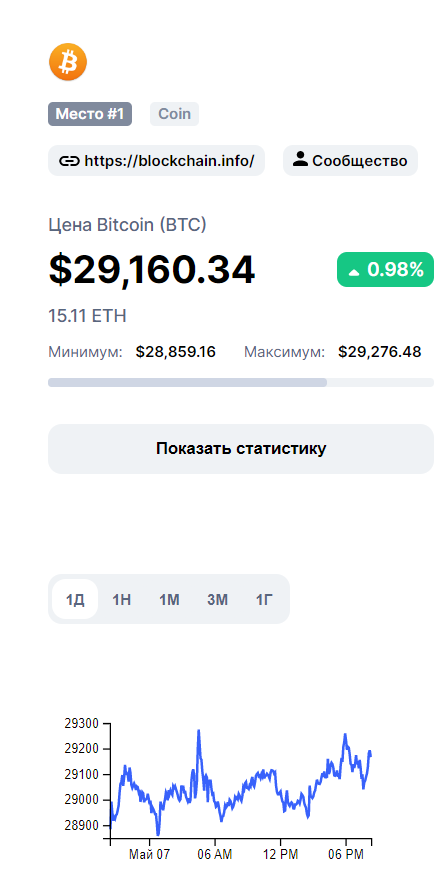 Место #1 Coin
https://blockchain.info/ Сообщество
Цена Bitcoin (BTC)
$29,160.34 0.98%
15.11 ETH
Минимум: $28,859.16 Максимум: $29,276.48
Показать статистику
1Д 1Н 1М 3М 1Г
29300
29200
29100
29000
28900
Май 07 06 AM 12 PM 06 PM